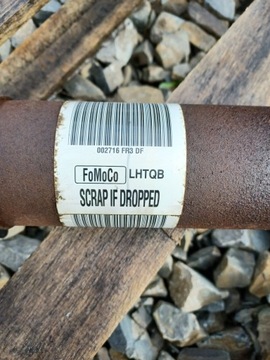 002716 FR3 DF
FoMoCo LHTQB
SCRAP IF DROPPED